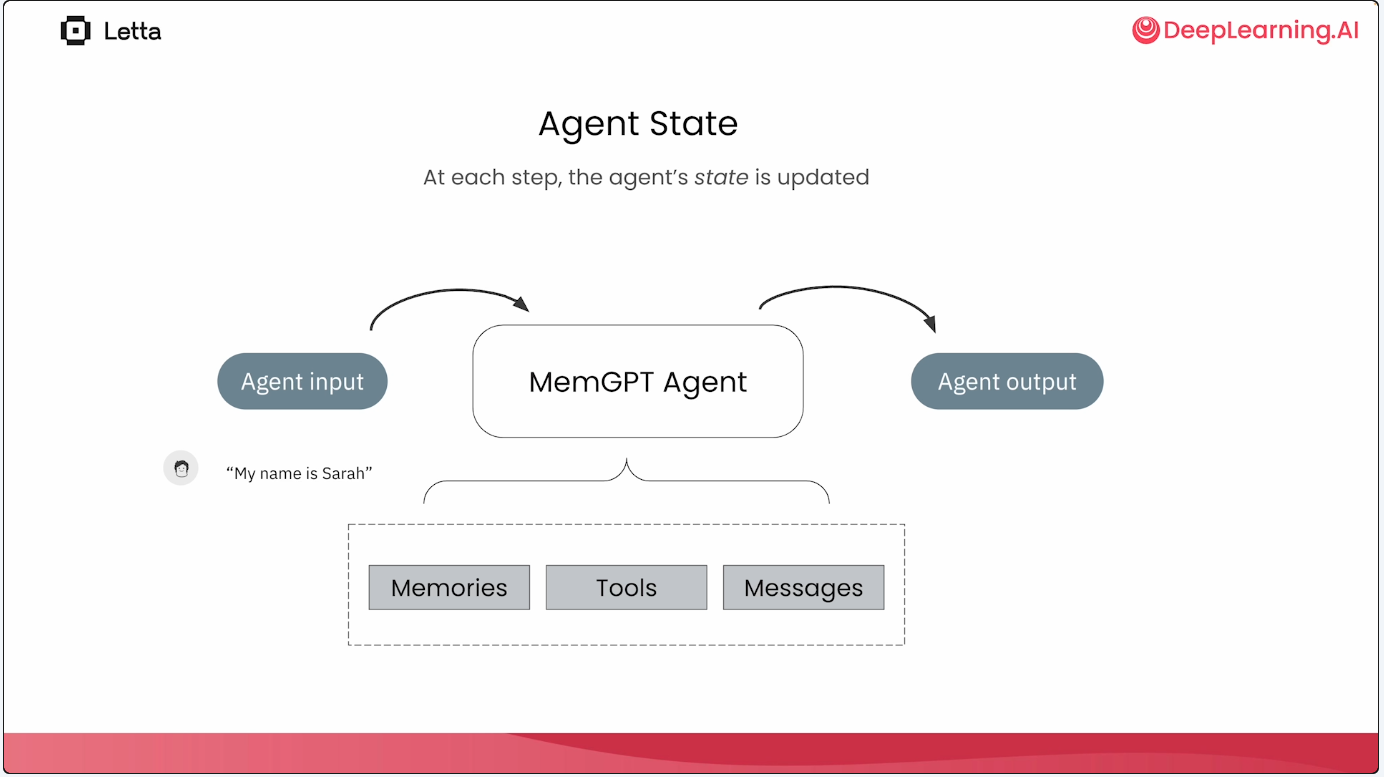 Letta
DeepLearning.AI
Agent State
At each step, the agent’s state is updated
Agent input
MemGPT Agent
Agent output
“My name is Sarah”
Memories
Tools
Messages